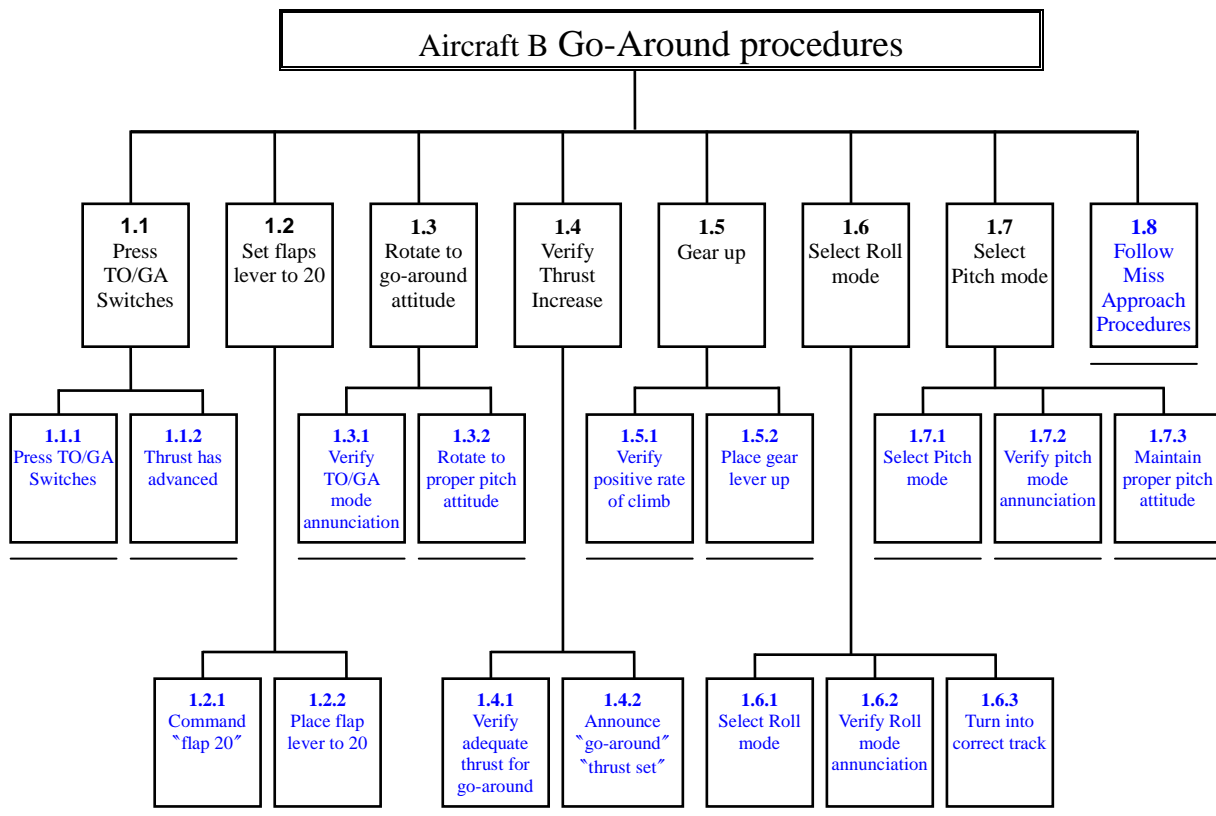 Aircraft B Go-Around procedures
1.1
Press
TO/GA
Switches
1.2
Set flaps
lever to 20
1.3
Rotate to
go-around
attitude
1.4
Verify
Thrust
Increase
1.5
Gear up
1.6
Select Roll
mode
1.7
Select
Pitch mode
1.8
Follow
Miss
Approach
Procedures
1.1.1
Press TO/GA
Switches
1.1.2
Thrust has
advanced
1.3.1
Verify
TO/GA
mode
annunciation
1.3.2
Rotate to
proper pitch
attitude
1.5.1
Verify
positive rate
of climb
1.5.2
Place gear
lever up
1.7.1
Select Pitch
mode
1.7.2
Verify pitch
mode
annunciation
1.7.3
Maintain
proper pitch
attitude
1.2.1
Command
‶flap 20″
1.2.2
Place flap
lever to 20
1.4.1
Verify
adequate
thrust for
go-around
1.4.2
Announce
‶go-around″
‶thrust set″
1.6.1
Select Roll
mode
1.6.2
Verify Roll
mode
annunciation
1.6.3
Turn into
correct track